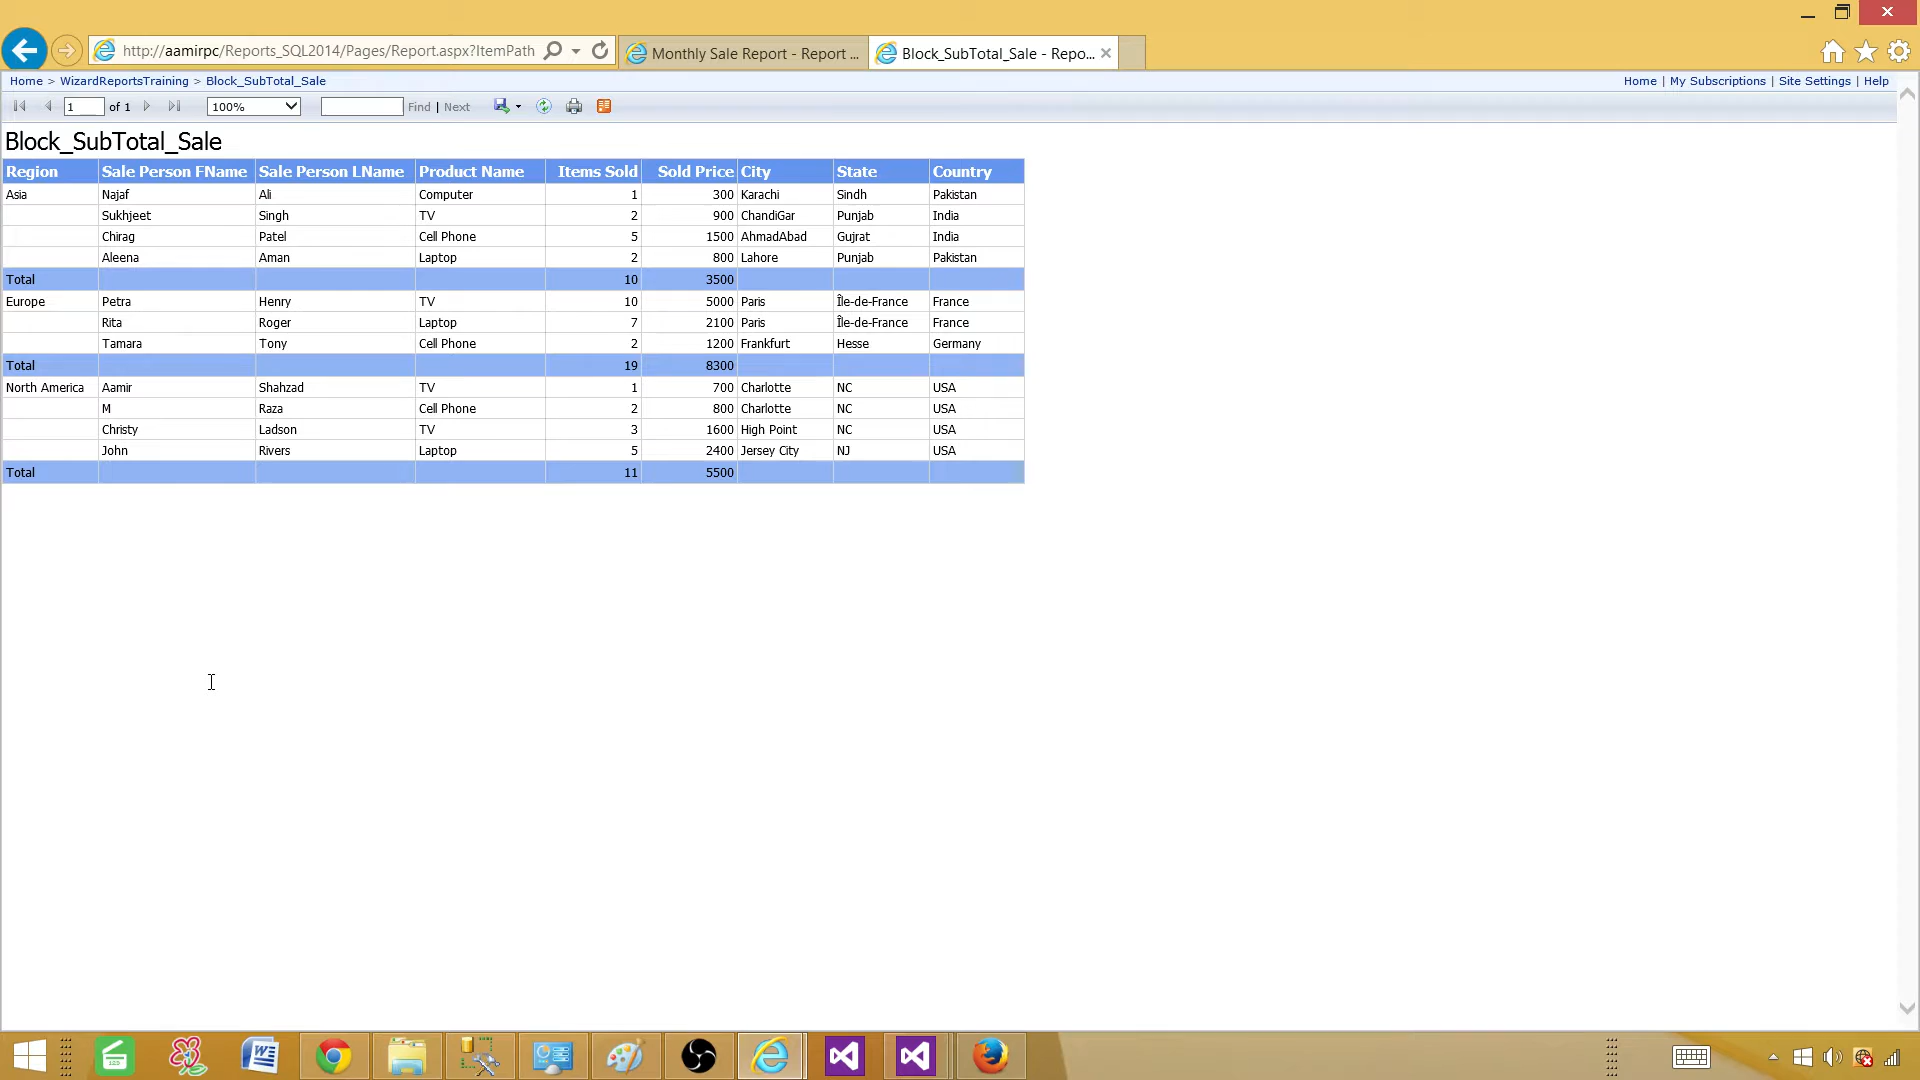 http://aamirpc/Reports_SQL2014/Pages/Report.aspx?ItemPath
Monthly Sale Report - Report ...
Block_SubTotal_Sale - Repo...
Home > WizardReportsTraining > Block_SubTotal_Sale
Home | My Subscriptions | Site Settings | Help
1 of 1 100% Find | Next
Block_SubTotal_Sale
Region Sale Person FName Sale Person LName Product Name Items Sold Sold Price City State Country
Asia Najaf Ali Computer 1 300 Karachi Sindh Pakistan
Sukhjeet Singh TV 2 900 ChandiGar Punjab India
Chirag Patel Cell Phone 5 1500 AhmadAbad Gujrat India
Aleena Aman Laptop 2 800 Lahore Punjab Pakistan
Total 10 3500
Europe Petra Henry TV 10 5000 Paris Île-de-France France
Rita Roger Laptop 7 2100 Paris Île-de-France France
Tamara Tony Cell Phone 2 1200 Frankfurt Hesse Germany
Total 19 8300
North America Aamir Shahzad TV 1 700 Charlotte NC USA
M Raza Cell Phone 2 800 Charlotte NC USA
Christy Ladson TV 3 1600 High Point NC USA
John Rivers Laptop 5 2400 Jersey City NJ USA
Total 11 5500